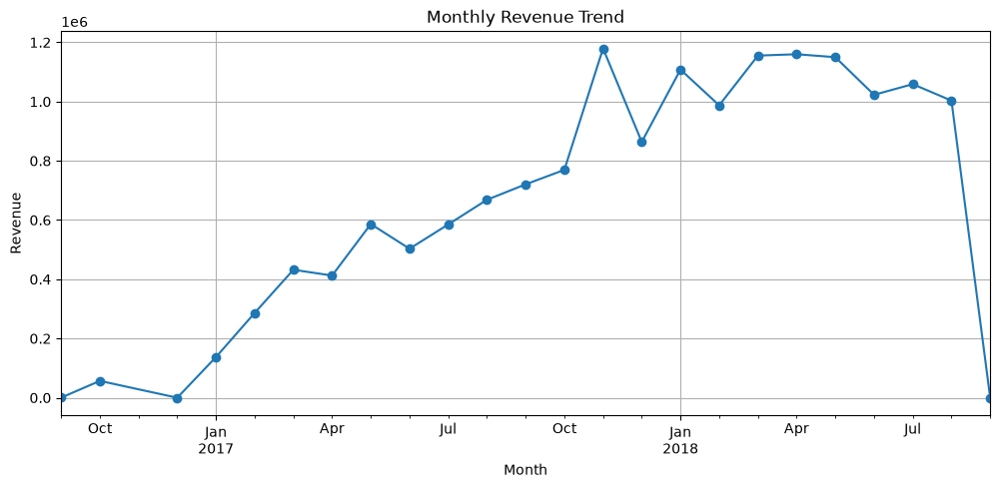 Monthly Revenue Trend
1e6
1.2
1.0
0.8
0.6
0.4
0.2
0.0
Revenue
Oct Jan Apr Jul Oct Jan Apr Jul
2017 2018
Month